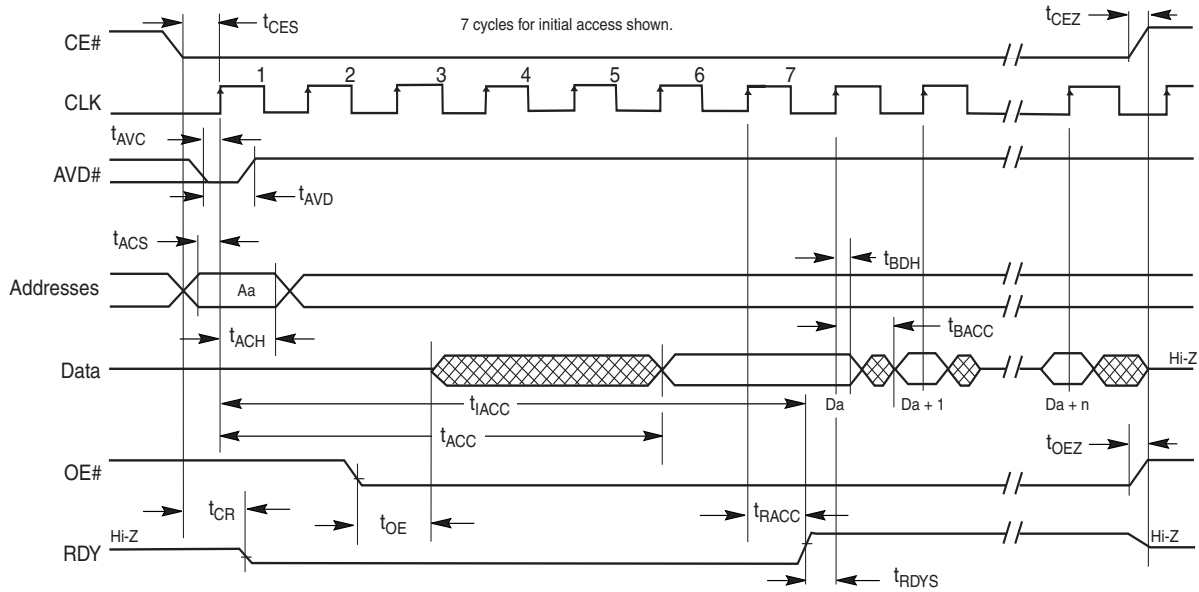 tCES
7 cycles for initial access shown.
tCEZ
CE#
1 2 3 4 5 6 7
CLK
tAVC
AVD#
tAVD
tACS
tBDH
Addresses
Aa
tACH
tBACC
Data
Hi-Z
tIACC
Da
Da + 1
Da + n
tACC
tOEZ
OE#
tCR
tOE
tRACC
Hi-Z
Hi-Z
RDY
tRDYS